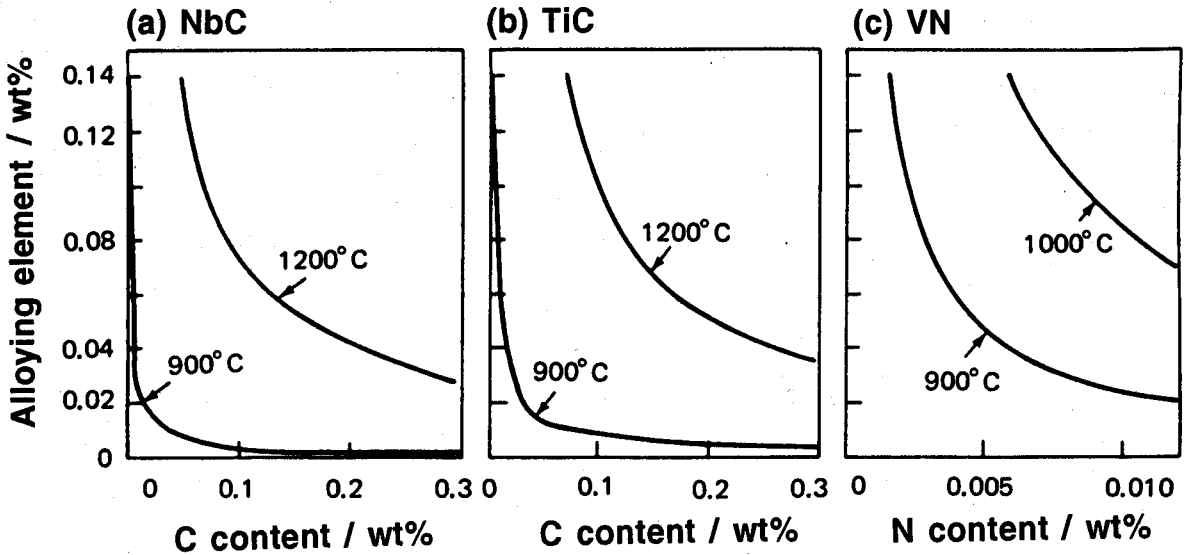 (a) NbC
(b) TiC
(c) VN
Alloying element / wt%
0.14
0.12
0.08
0.04
0.02
0
1200°C
900°C
0 0.1 0.2 0.3
C content / wt%
1200°C
900°C
0 0.1 0.2 0.3
C content / wt%
1000°C
900°C
0 0.005 0.010
N content / wt%